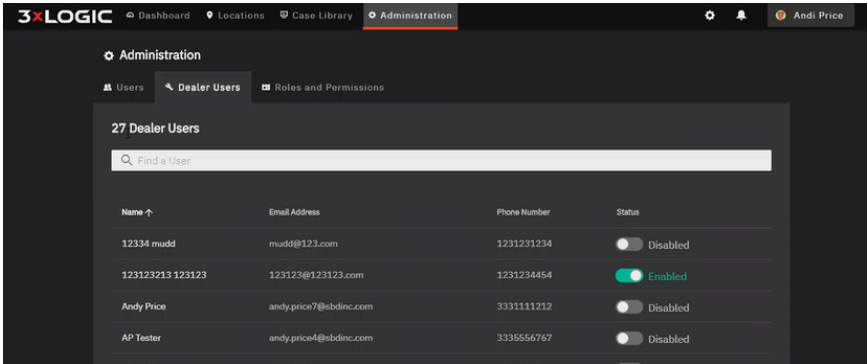 3xLOGIC Dashboard Locations Case Library Administration Andi Price
Administration
Users Dealer Users Roles and Permissions
27 Dealer Users
Find a User
Name Email Address Phone Number Status
12334 mudd mudd@123.com 1231231234 Disabled
123123213 123123 123123@123123.com 1231234454 Enabled
Andy Price andy.price7@sbdinc.com 3331111212 Disabled
AP Tester andy.price4@sbdinc.com 3335556767 Disabled